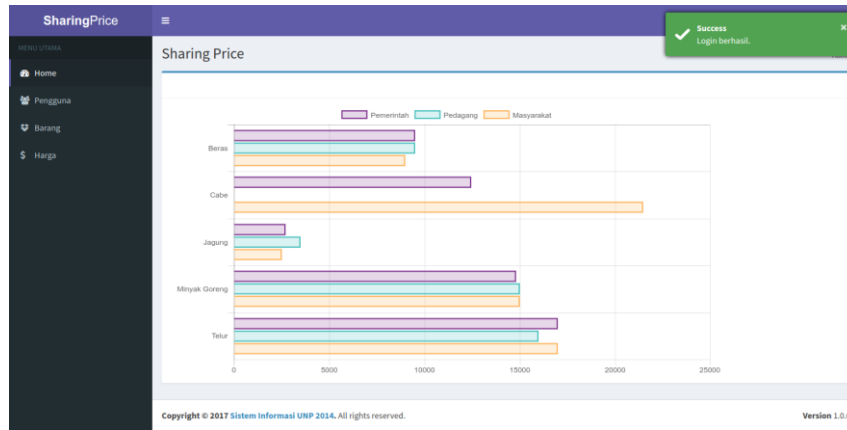 SharingPrice
Success
Login berhasil.
MENU UTAMA
Sharing Price
Home
Pengguna
Barang
$ Harga
Pemerintah Pedagang Masyarakat
Beras
Cabe
Jagung
Minyak Goreng
Telur
0 5000 10000 15000 20000 25000
Copyright © 2017 Sistem Informasi UNP 2014. All rights reserved.
Version 1.0.